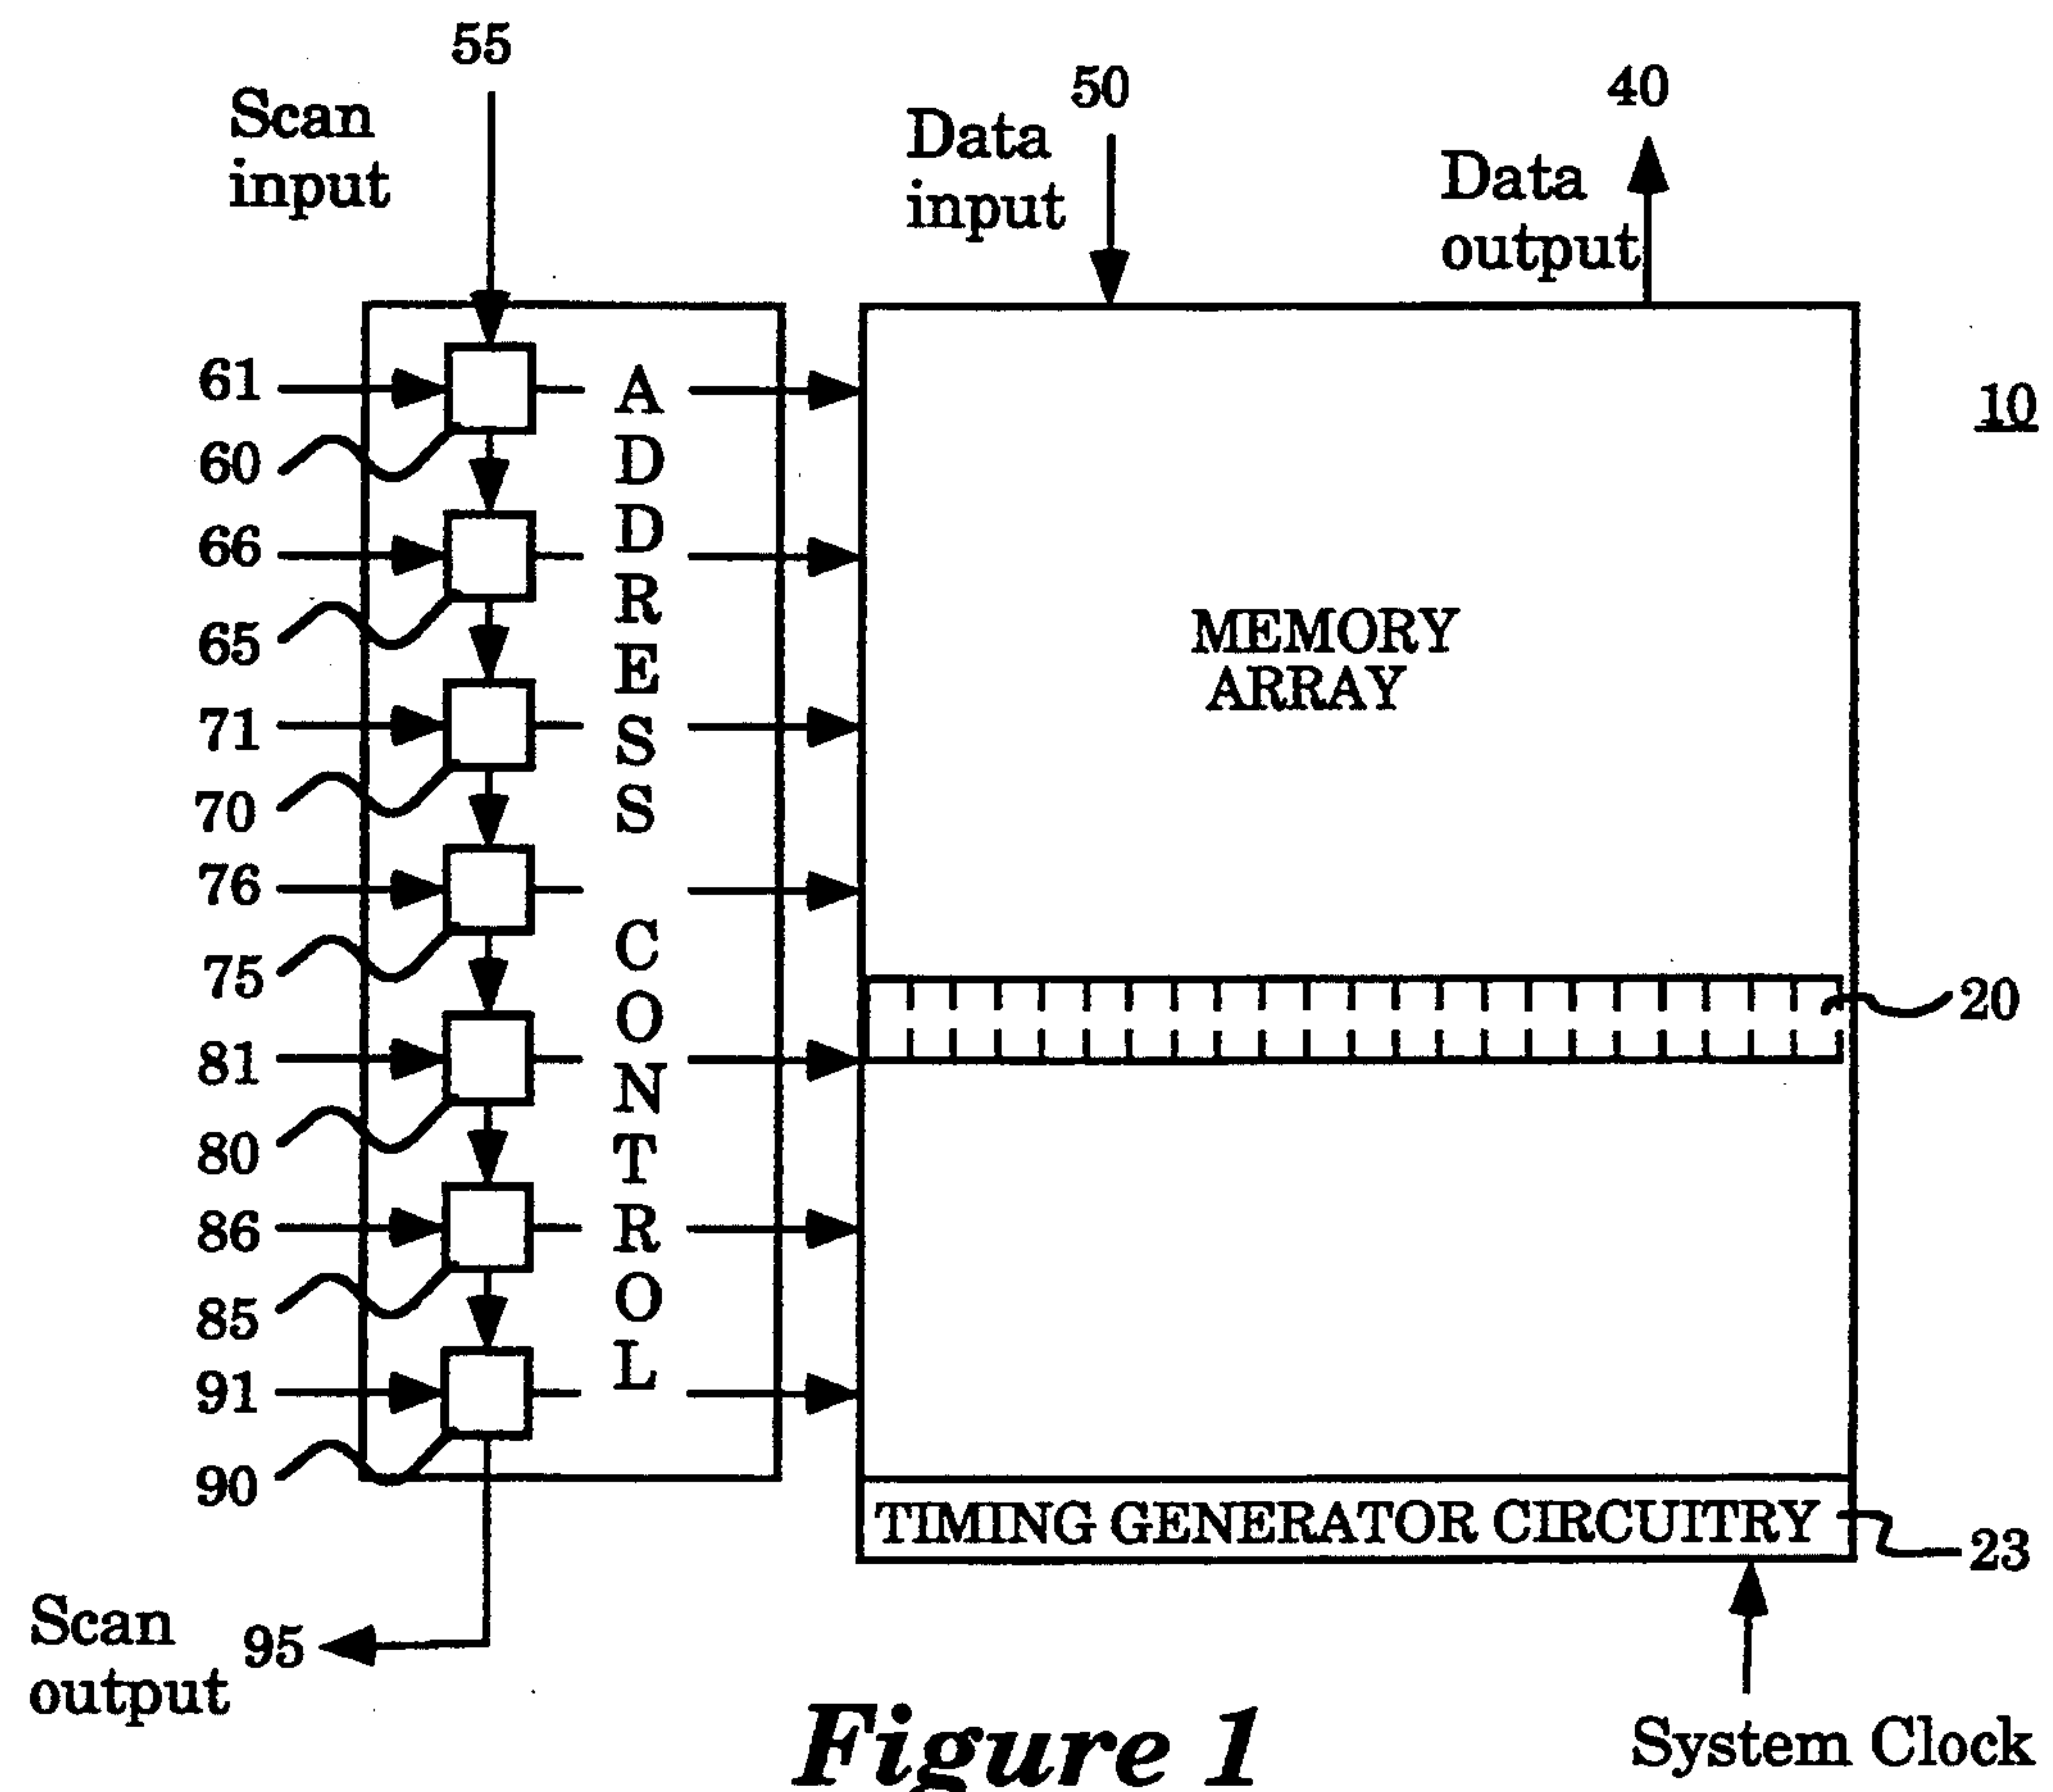 55
Scan
input
50
Data
input
40
Data
output
61
60
66
65
71
70
76
75
81
80
86
85
91
90
ADDRESS CONTROL
10
MEMORY
ARRAY
20
TIMING GENERATOR CIRCUITRY
23
Scan
output
95
System Clock
Figure 1